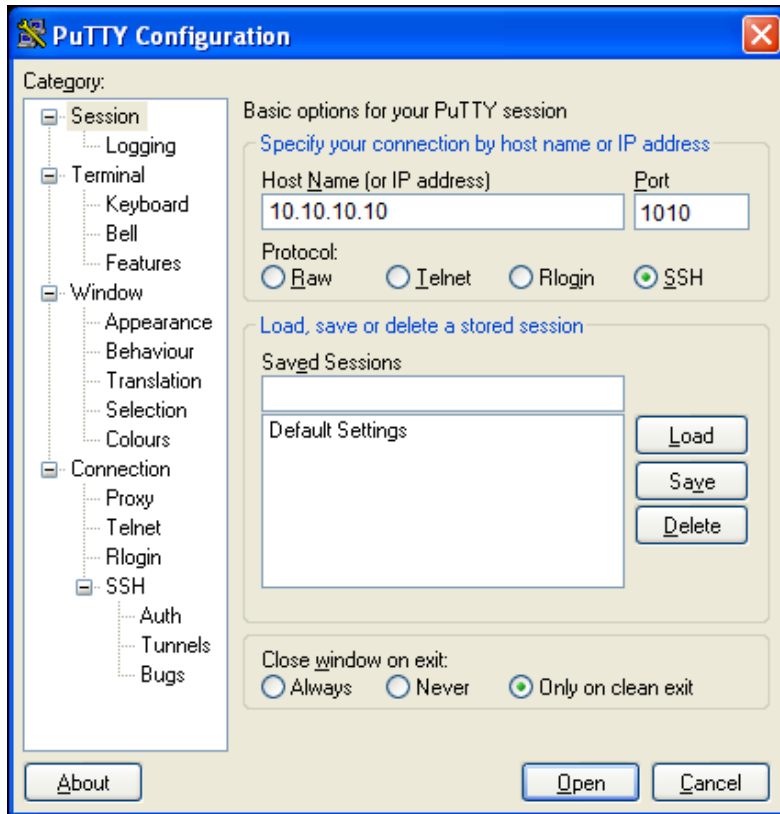 PuTTY Configuration
Category:
Session
Logging
Terminal
Keyboard
Bell
Features
Window
Appearance
Behaviour
Translation
Selection
Colours
Connection
Proxy
Telnet
Rlogin
SSH
Auth
Tunnels
Bugs
Basic options for your PuTTY session
Specify your connection by host name or IP address
Host Name (or IP address) Port
10.10.10.10 1010
Protocol:
Raw Telnet Rlogin SSH
Load, save or delete a stored session
Saved Sessions
Default Settings
Load
Save
Delete
Close window on exit:
Always Never Only on clean exit
About Open Cancel